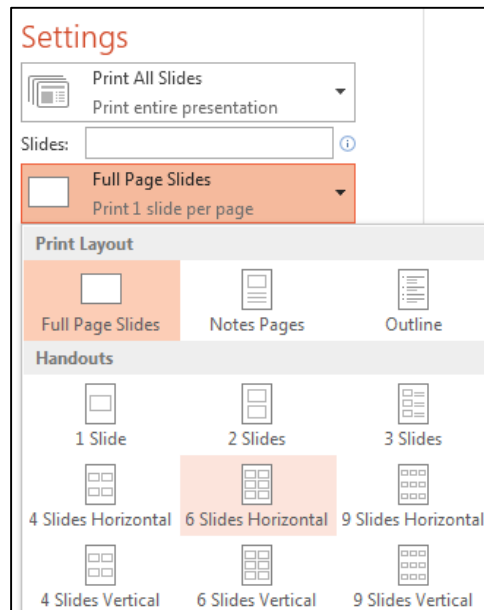 Settings
Print All Slides
Print entire presentation
Slides:
Full Page Slides
Print 1 slide per page
Print Layout
Full Page Slides Notes Pages Outline
Handouts
1 Slide 2 Slides 3 Slides
4 Slides Horizontal 6 Slides Horizontal 9 Slides Horizontal
4 Slides Vertical 6 Slides Vertical 9 Slides Vertical